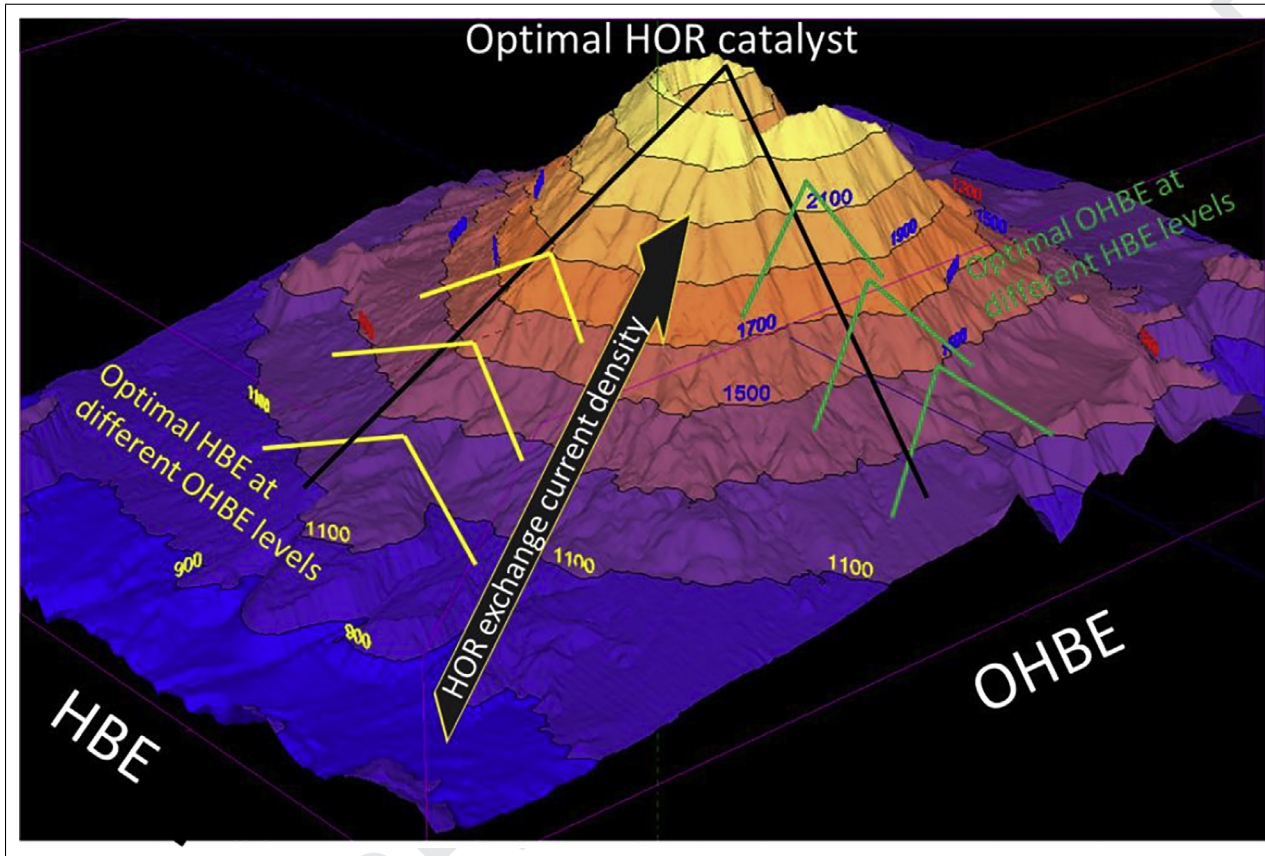 Optimal HOR catalyst
2100
1200
1500
1900
Optimal OHBE at
different HBE levels
1700
1500
1100
Optimal HBE at
different OHBE levels
HOR exchange current density
1100
1100
1100
900
900
HBE
OHBE